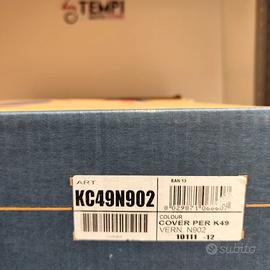 TEMPI
ART.
KC49N902
EAN 13
COLOUR
COVER PER K49
VERN. N902
10111 -12
subito